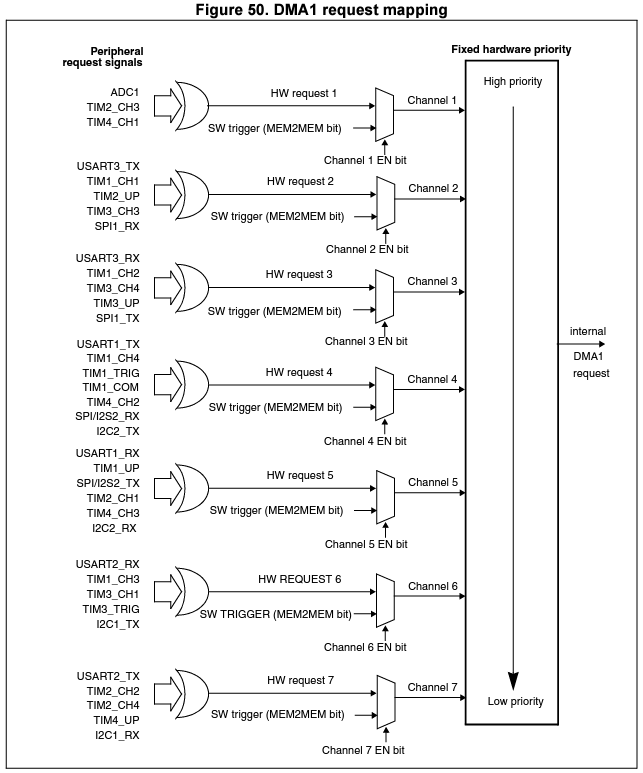 Figure 50. DMA1 request mapping
Peripheral
request signals
Fixed hardware priority
High priority
ADC1
TIM2_CH3
TIM4_CH1
HW request 1
SW trigger (MEM2MEM bit)
Channel 1
Channel 1 EN bit
USART3_TX
TIM1_CH1
TIM2_UP
TIM3_CH3
SPI1_RX
HW request 2
SW trigger (MEM2MEM bit)
Channel 2
Channel 2 EN bit
USART3_RX
TIM1_CH2
TIM3_CH4
TIM3_UP
SPI1_TX
HW request 3
SW trigger (MEM2MEM bit)
Channel 3
Channel 3 EN bit
internal
DMA1
request
USART1_TX
TIM1_CH4
TIM1_TRIG
TIM1_COM
TIM4_CH2
SPI/I2S2_RX
I2C2_TX
HW request 4
SW trigger (MEM2MEM bit)
Channel 4
Channel 4 EN bit
USART1_RX
TIM1_UP
SPI/I2S2_TX
TIM2_CH1
TIM4_CH3
I2C2_RX
HW request 5
SW trigger (MEM2MEM bit)
Channel 5
Channel 5 EN bit
USART2_RX
TIM1_CH3
TIM3_CH1
TIM3_TRIG
I2C1_TX
HW REQUEST 6
SW TRIGGER (MEM2MEM bit)
Channel 6
Channel 6 EN bit
USART2_TX
TIM2_CH2
TIM2_CH4
TIM4_UP
I2C1_RX
HW request 7
SW trigger (MEM2MEM bit)
Channel 7
Channel 7 EN bit
Low priority